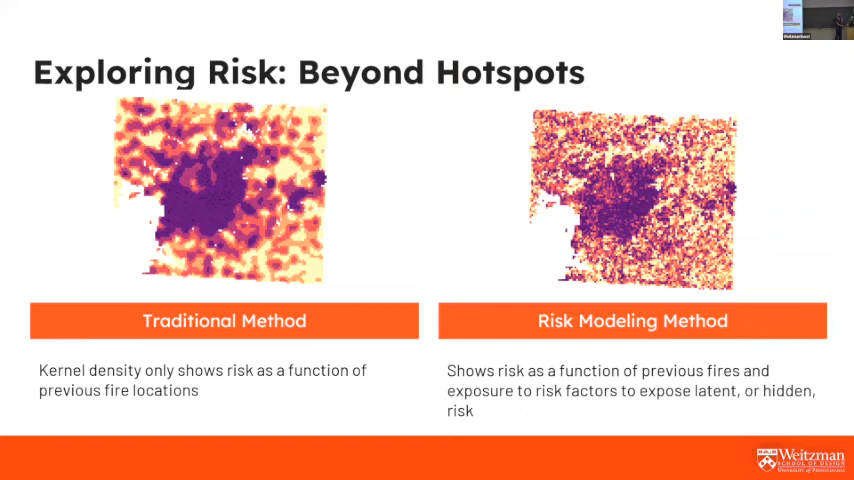 Exploring Risk: Beyond Hotspots
Traditional Method
Risk Modeling Method
Kernel density only shows risk as a function of
previous fire locations
Shows risk as a function of previous fires and
exposure to risk factors to expose latent, or hidden,
risk
Weitzman
SCHOOL OF DESIGN
UNIVERSITY OF PENNSYLVANIA